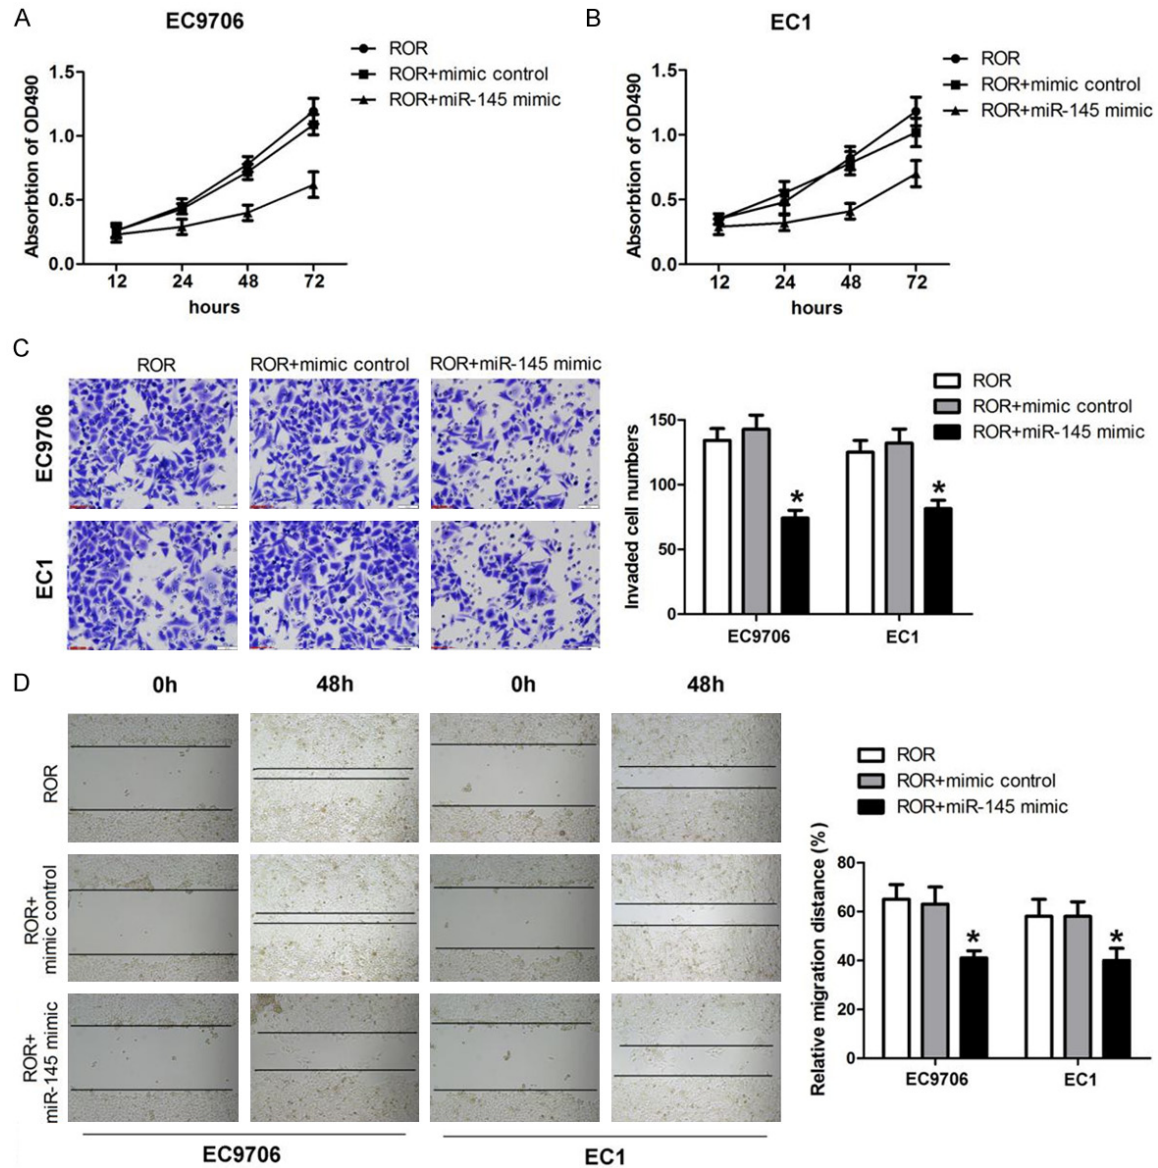 A
EC9706
ROR
ROR+mimic control
ROR+miR-145 mimic
Absorbtion of OD490
1.5
1.0
0.5
0.0
12 24 48 72
hours
B
EC1
ROR
ROR+mimic control
ROR+miR-145 mimic
Absorbtion of OD490
1.5
1.0
0.5
0.0
12 24 48 72
hours
C
ROR ROR+mimic control ROR+miR-145 mimic
EC9706
EC1
ROR
ROR+mimic control
ROR+miR-145 mimic
Invaded cell numbers
150
100
50
0
* *
EC9706 EC1
D
0h 48h 0h 48h
ROR
ROR+
mimic control
ROR+
miR-145 mimic
EC9706 EC1
ROR
ROR+mimic control
ROR+miR-145 mimic
Relative migration distance (%)
80
60
40
20
0
* *
EC9706 EC1